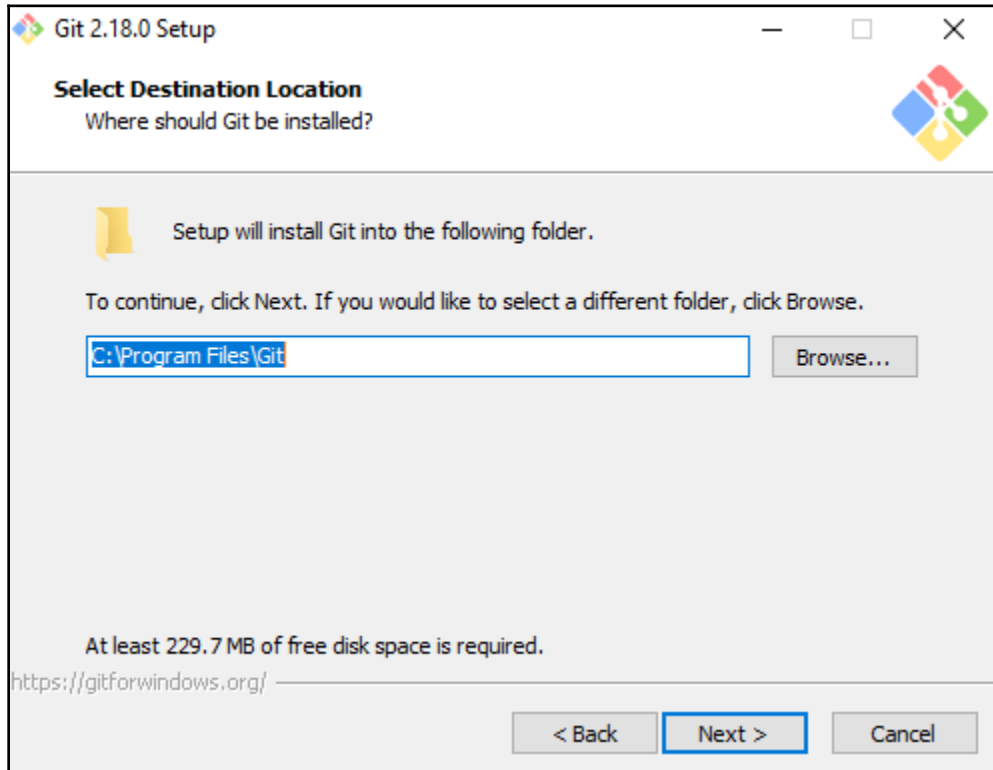 Git 2.18.0 Setup
Select Destination Location
Where should Git be installed?
Setup will install Git into the following folder.
To continue, click Next. If you would like to select a different folder, click Browse.
C:\Program Files\Git
Browse...
At least 229.7 MB of free disk space is required.
https://gitforwindows.org/
< Back
Next >
Cancel